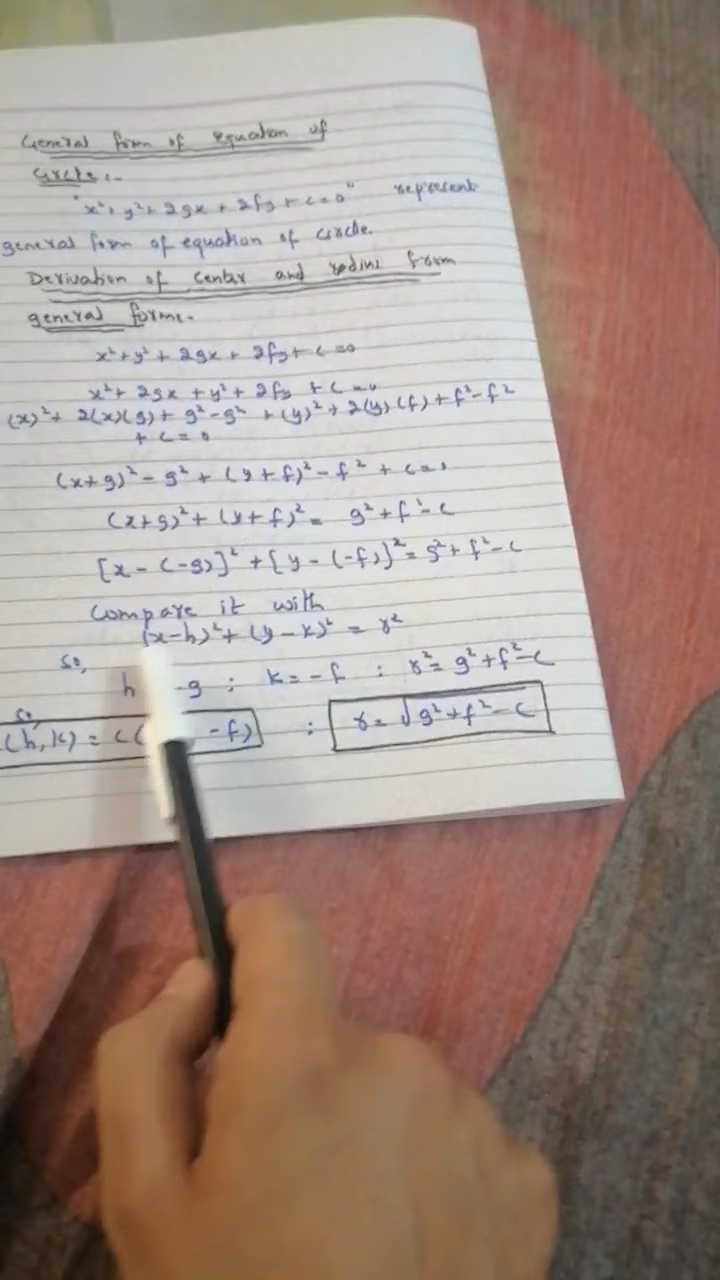 General form of equation of
Circle:-
"x²+y²+2gx+2fy+c=0" represent
general form of equation of circle.
Derivation of center and radius from
general form.
x²+y²+2gx+2fy+c=0
x²+2gx+y²+2fy+c=0
(x)²+2(x)(g)+g²-g²+(y)²+2(y)(f)+f²-f²
+c=0
(x+g)²-g²+(y+f)²-f²+c=0
(x+g)²+(y+f)²=g²+f²-c
[x-(-g)]²+[y-(-f)]²=g²+f²-c
Compare it with
(x-h)²+(y-k)²=r²
so,
h -g ; k=-f : r²=g²+f²-c
so
(h,k)=c( -f) : r=√g²+f²-c